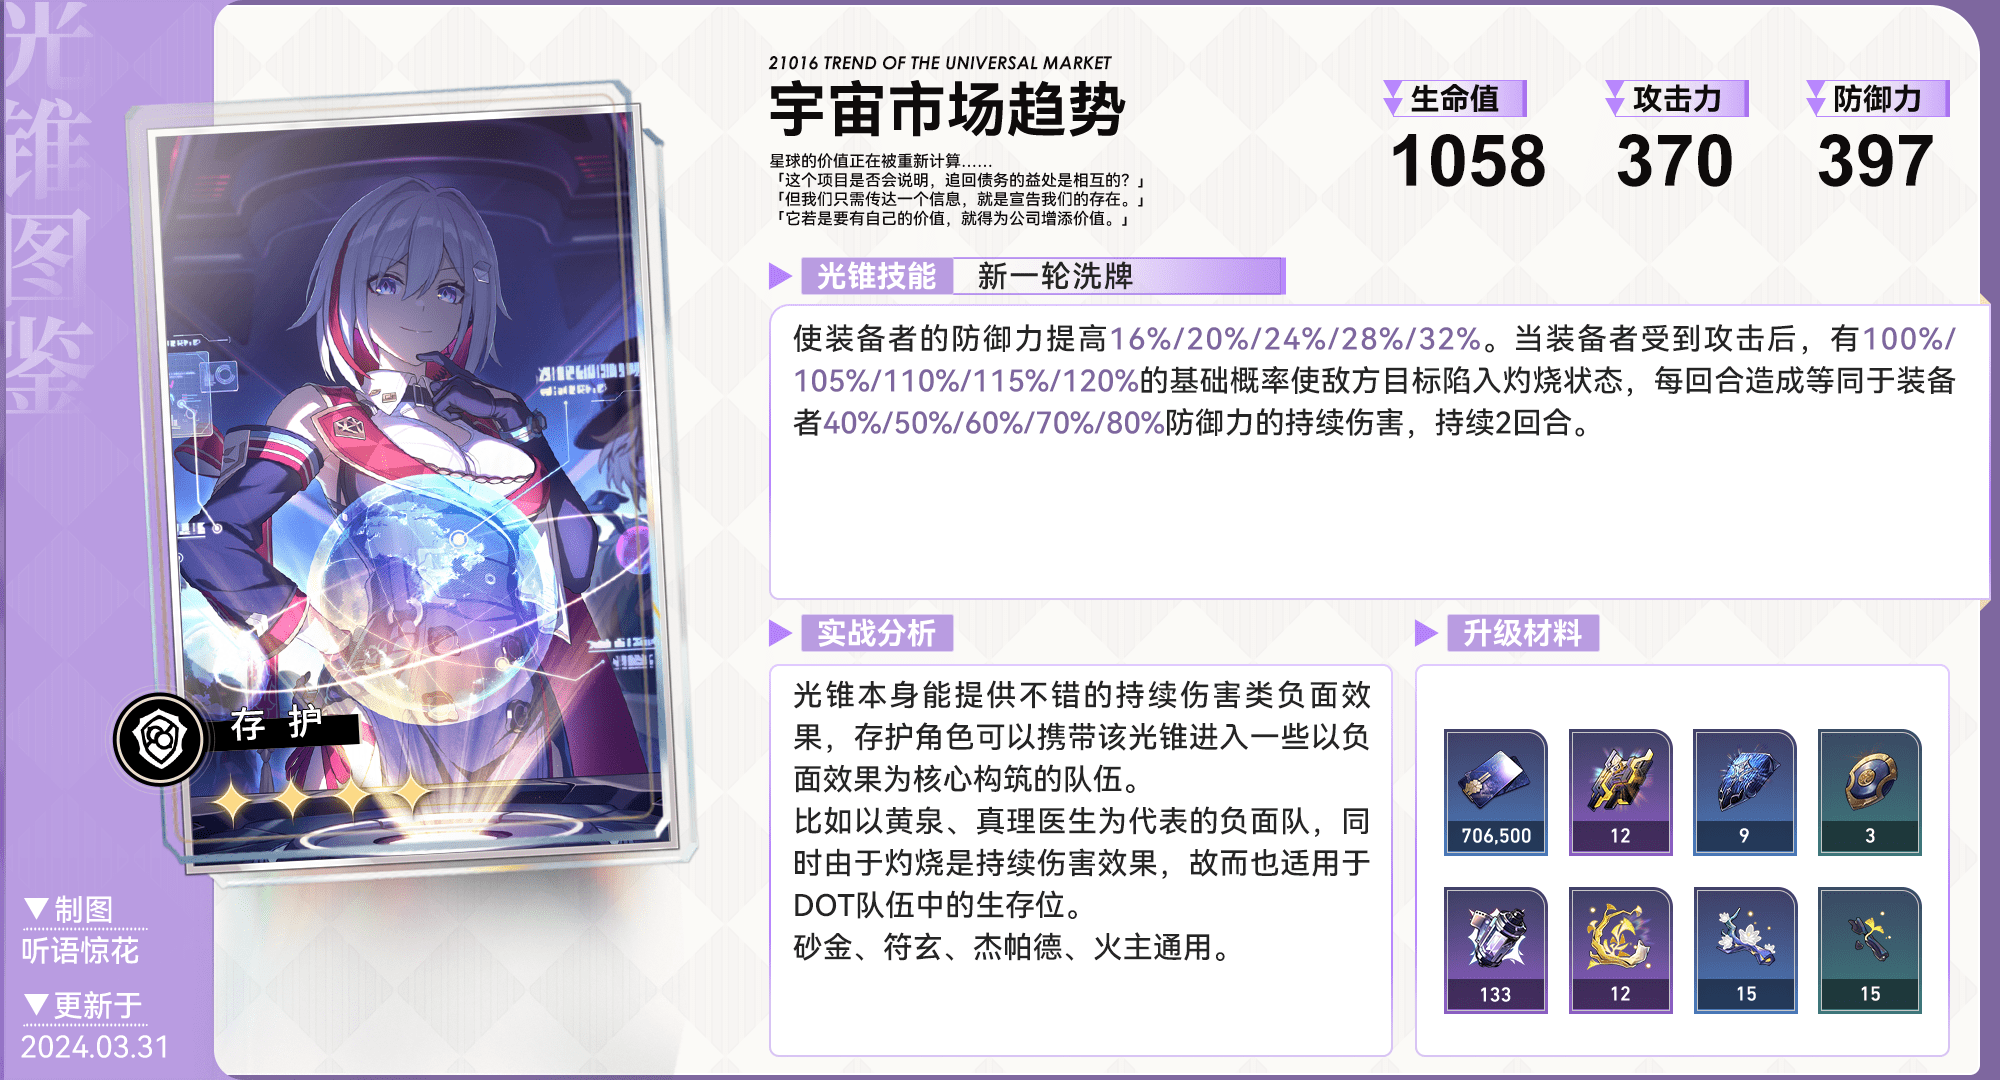 光锥图鉴
21016 TREND OF THE UNIVERSAL MARKET
宇宙市场趋势
星球的价值正在被重新计算……
「这个项目是否会说明，追回债务的益处是相互的？」
「但我们只需传达一个信息，就是宣告我们的存在。」
「它若是要有自己的价值，就得为公司增添价值。」
生命值
1058
攻击力
370
防御力
397
光锥技能 新一轮洗牌
使装备者的防御力提高16%/20%/24%/28%/32%。当装备者受到攻击后，有100%/
105%/110%/115%/120%的基础概率使敌方目标陷入灼烧状态，每回合造成等同于装备
者40%/50%/60%/70%/80%防御力的持续伤害，持续2回合。
存护
实战分析
光锥本身能提供不错的持续伤害类负面效
果，存护角色可以携带该光锥进入一些以负
面效果为核心构筑的队伍。
比如以黄泉、真理医生为代表的负面队，同
时由于灼烧是持续伤害效果，故而也适用于
DOT队伍中的生存位。
砂金、符玄、杰帕德、火主通用。
升级材料
706,500
12
9
3
133
12
15
15
▼制图
听语惊花
▼更新于
2024.03.31